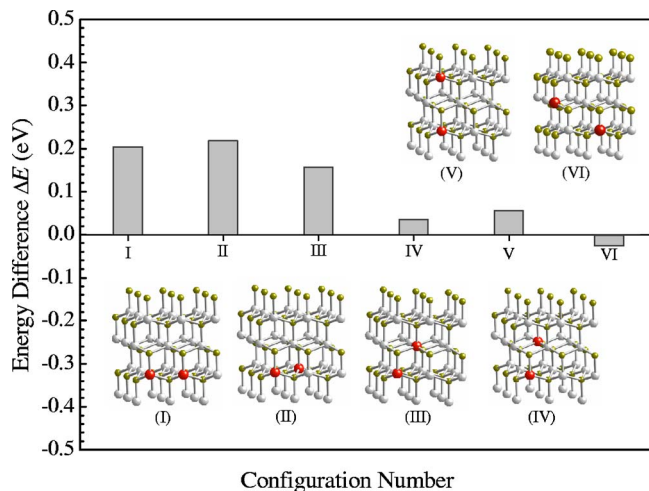 0.5
0.4
0.3
0.2
0.1
0.0
-0.1
-0.2
-0.3
-0.4
-0.5
Energy Difference ΔE (eV)
(V) (VI)
I II III IV V VI
(I) (II) (III) (IV)
Configuration Number